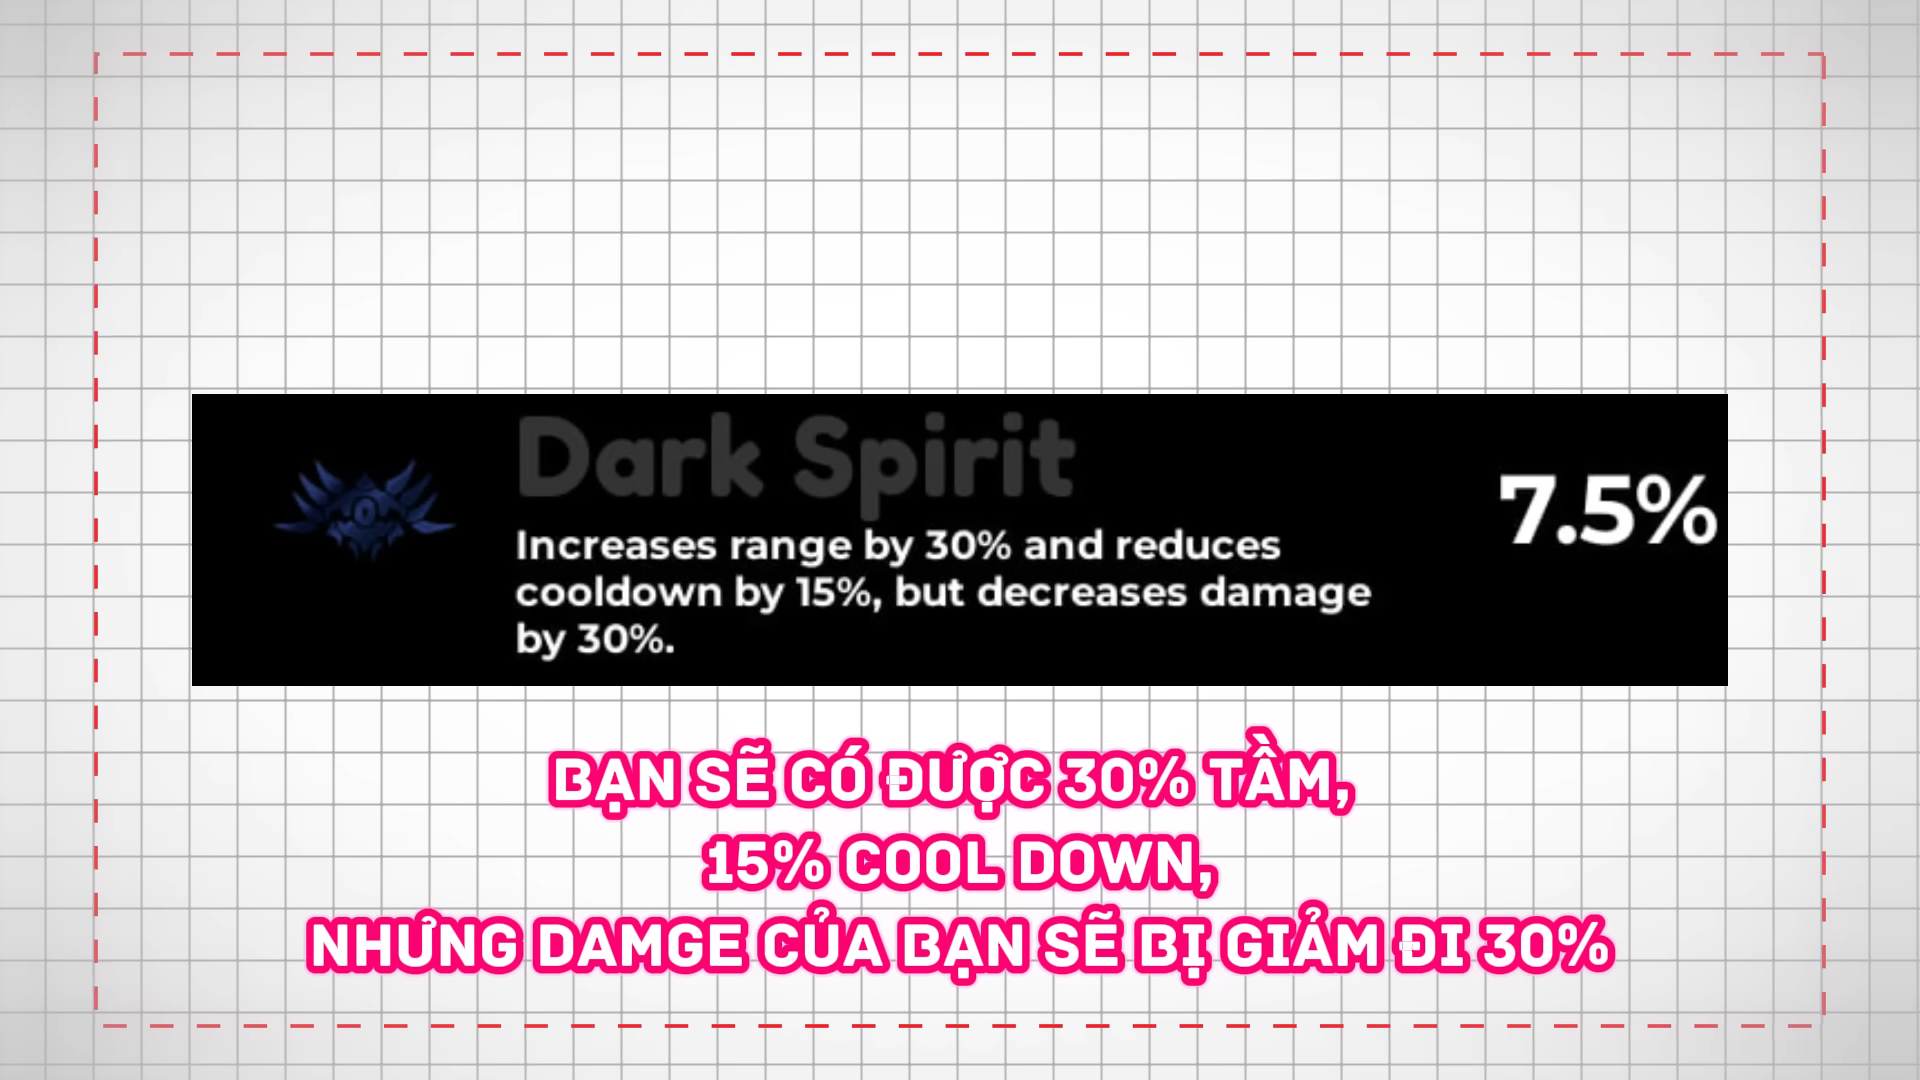 Dark Spirit
7.5%
Increases range by 30% and reduces
cooldown by 15%, but decreases damage
by 30%.
BẠN SẼ CÓ ĐƯỢC 30% TẦM,
15% COOL DOWN,
NHƯNG DAMGE CỦA BẠN SẼ BỊ GIẢM ĐI 30%